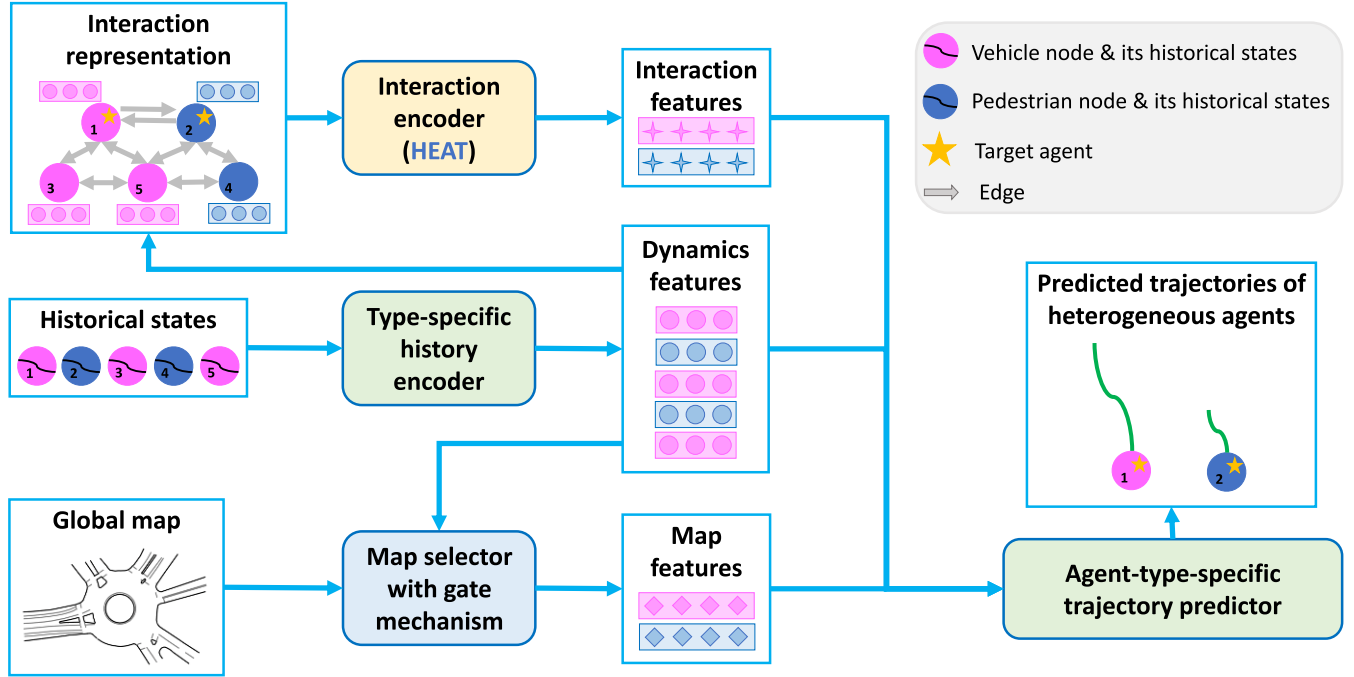 Interaction
representation
1
2
3
5
4
Interaction
encoder
(HEAT)
Interaction
features
Vehicle node & its historical states
Pedestrian node & its historical states
Target agent
Edge
Historical states
1
2
3
4
5
Type-specific
history
encoder
Dynamics
features
Predicted trajectories of
heterogeneous agents
1
2
Global map
Map selector
with gate
mechanism
Map
features
Agent-type-specific
trajectory predictor